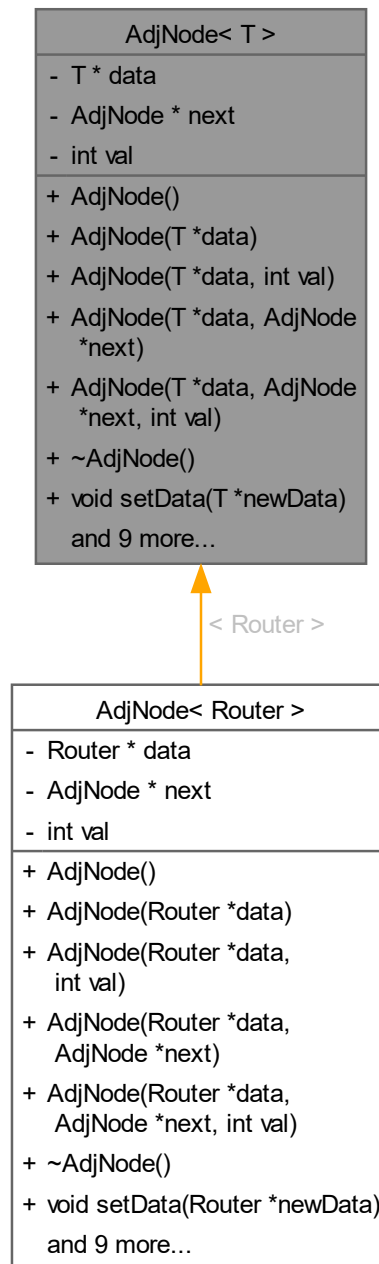 AdjNode< T >
- T * data
- AdjNode * next
- int val
+ AdjNode()
+ AdjNode(T *data)
+ AdjNode(T *data, int val)
+ AdjNode(T *data, AdjNode
*next)
+ AdjNode(T *data, AdjNode
*next, int val)
+ ~AdjNode()
+ void setData(T *newData)
and 9 more...
< Router >
AdjNode< Router >
- Router * data
- AdjNode * next
- int val
+ AdjNode()
+ AdjNode(Router *data)
+ AdjNode(Router *data,
int val)
+ AdjNode(Router *data,
AdjNode *next)
+ AdjNode(Router *data,
AdjNode *next, int val)
+ ~AdjNode()
+ void setData(Router *newData)
and 9 more...